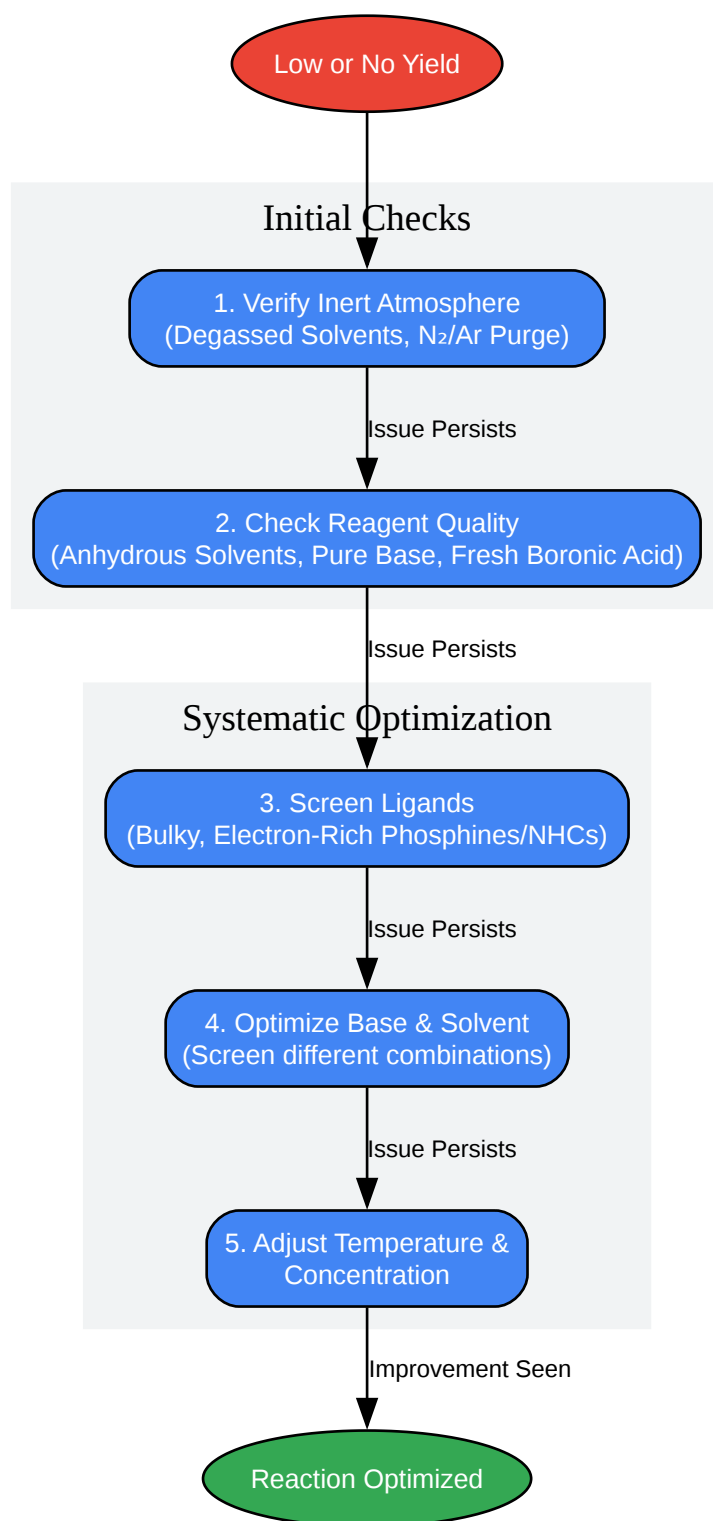 Low or No Yield
Initial Checks
1. Verify Inert Atmosphere
(Degassed Solvents, N₂/Ar Purge)
Issue Persists
2. Check Reagent Quality
(Anhydrous Solvents, Pure Base, Fresh Boronic Acid)
Issue Persists
Systematic Optimization
3. Screen Ligands
(Bulky, Electron-Rich Phosphines/NHCs)
Issue Persists
4. Optimize Base & Solvent
(Screen different combinations)
Issue Persists
5. Adjust Temperature &
Concentration
Improvement Seen
Reaction Optimized